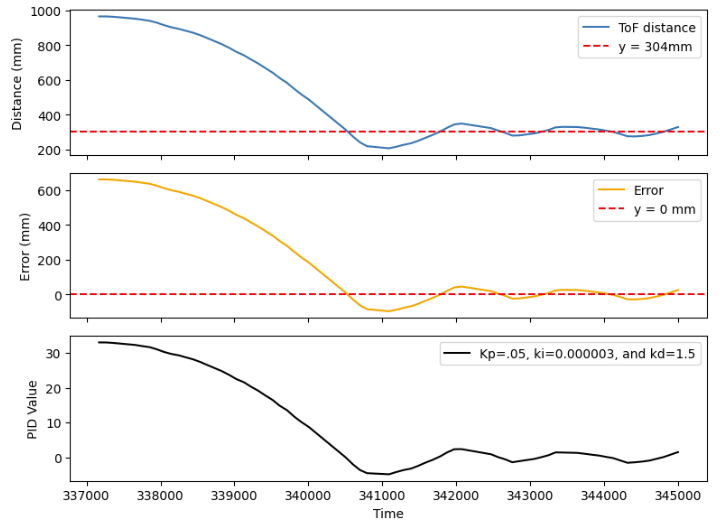 1000
800
600
400
200
Distance (mm)
ToF distance
y = 304mm
600
400
200
0
Error (mm)
Error
y = 0 mm
30
20
10
0
PID Value
Kp=.05, ki=0.000003, and kd=1.5
337000 338000 339000 340000 341000 342000 343000 344000 345000
Time